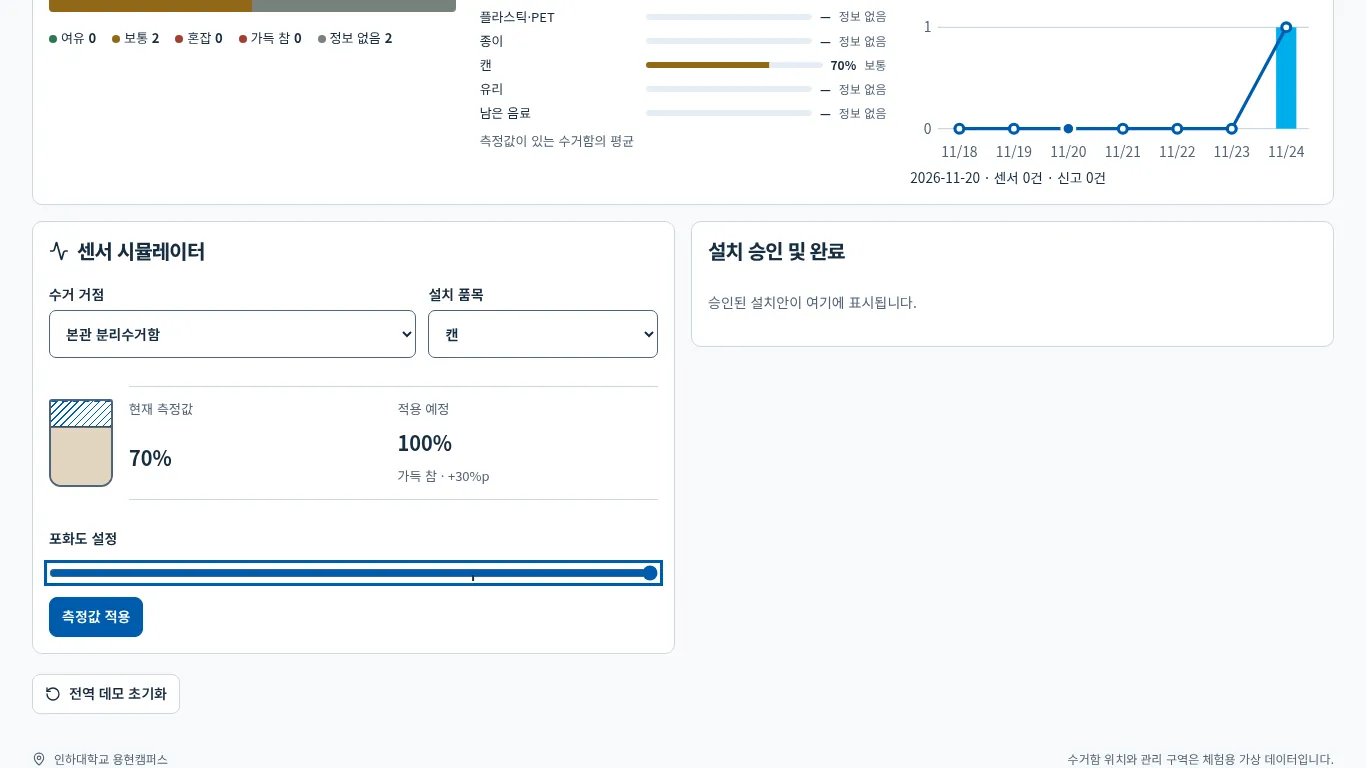 여유 0 보통 2 혼잡 0 가득 참 0 정보 없음 2
플라스틱·PET — 정보 없음
종이 — 정보 없음
캔 70% 보통
유리 — 정보 없음
남은 음료 — 정보 없음
측정값이 있는 수거함의 평균
1
0
11/18 11/19 11/20 11/21 11/22 11/23 11/24
2026-11-20 · 센서 0건 · 신고 0건
센서 시뮬레이터
수거 거점 설치 품목
본관 분리수거함 캔
현재 측정값 적용 예정
70% 100%
가득 참 · +30%p
포화도 설정
측정값 적용
설치 승인 및 완료
승인된 설치안이 여기에 표시됩니다.
전역 데모 초기화
인하대학교 용현캠퍼스 수거함 위치와 관리 구역은 체험용 가상 데이터입니다.